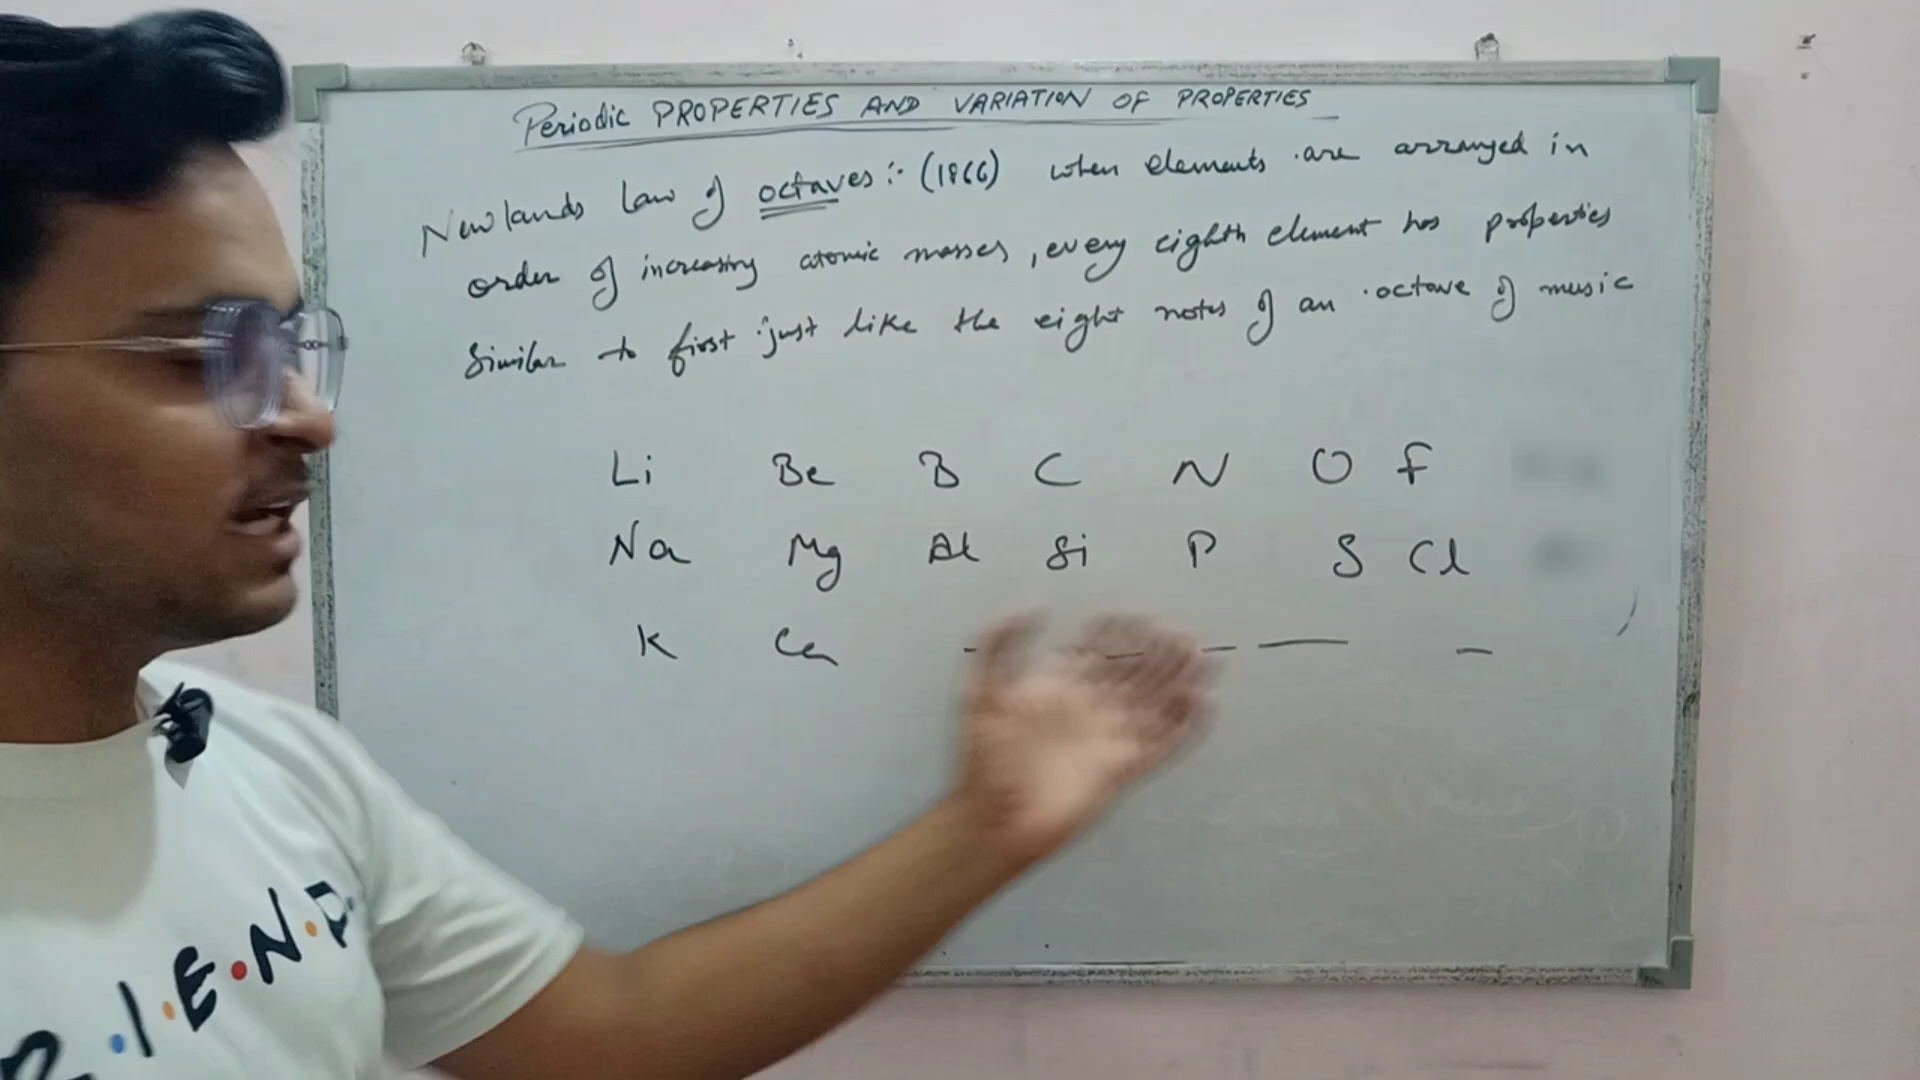 Periodic PROPERTIES AND VARIATION OF PROPERTIES
Newlands law of octaves :- (1866) when elements are arranged in
order of increasing atomic masses, every eighth element has properties
Similar to first just like the eight notes of an octave of music
Li Be B C N O F
Na Mg Al Si P S Cl
K Ca - - - - -
R.I.E.N.D.